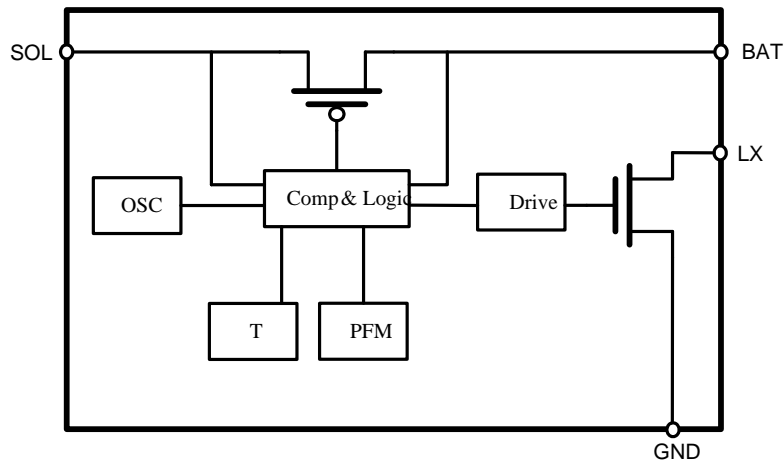 SOL
BAT
LX
OSC
Comp & Logic
Drive
T
PFM
GND